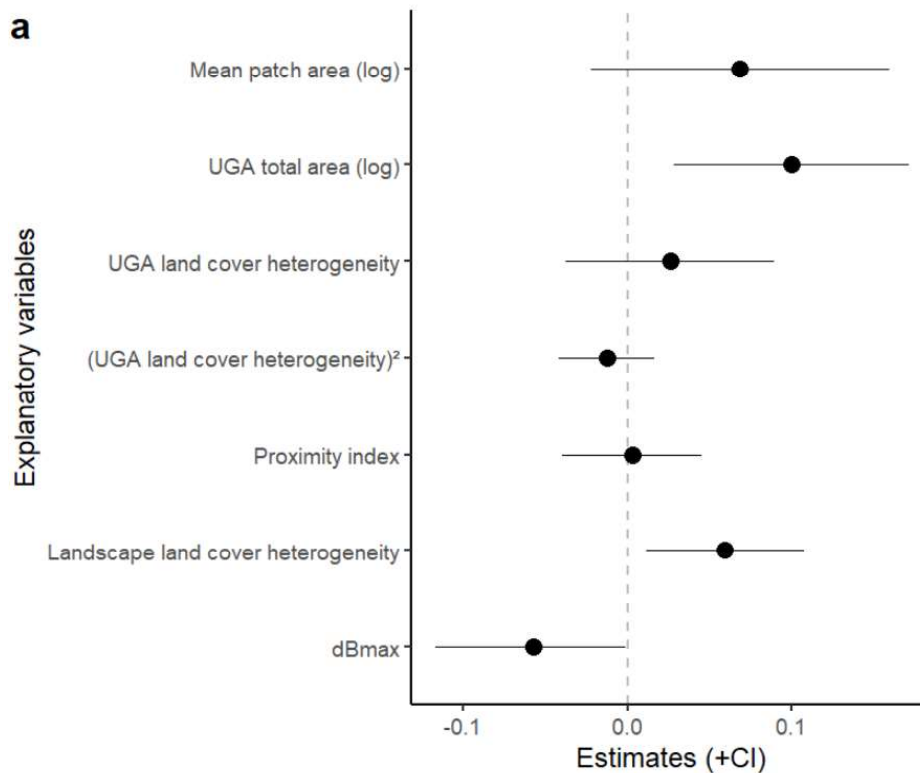 a
Explanatory variables
Mean patch area (log)
UGA total area (log)
UGA land cover heterogeneity
(UGA land cover heterogeneity)²
Proximity index
Landscape land cover heterogeneity
dBmax
-0.1
0.0
0.1
Estimates (+CI)